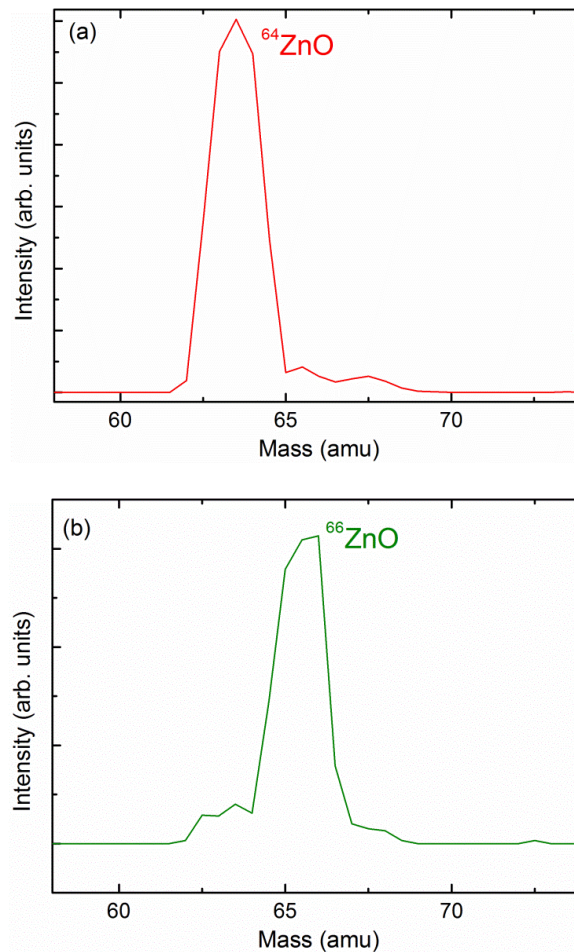 (a)
⁶⁴ZnO
Intensity (arb. units)
60 65 70
Mass (amu)
(b)
⁶⁶ZnO
Intensity (arb. units)
60 65 70
Mass (amu)